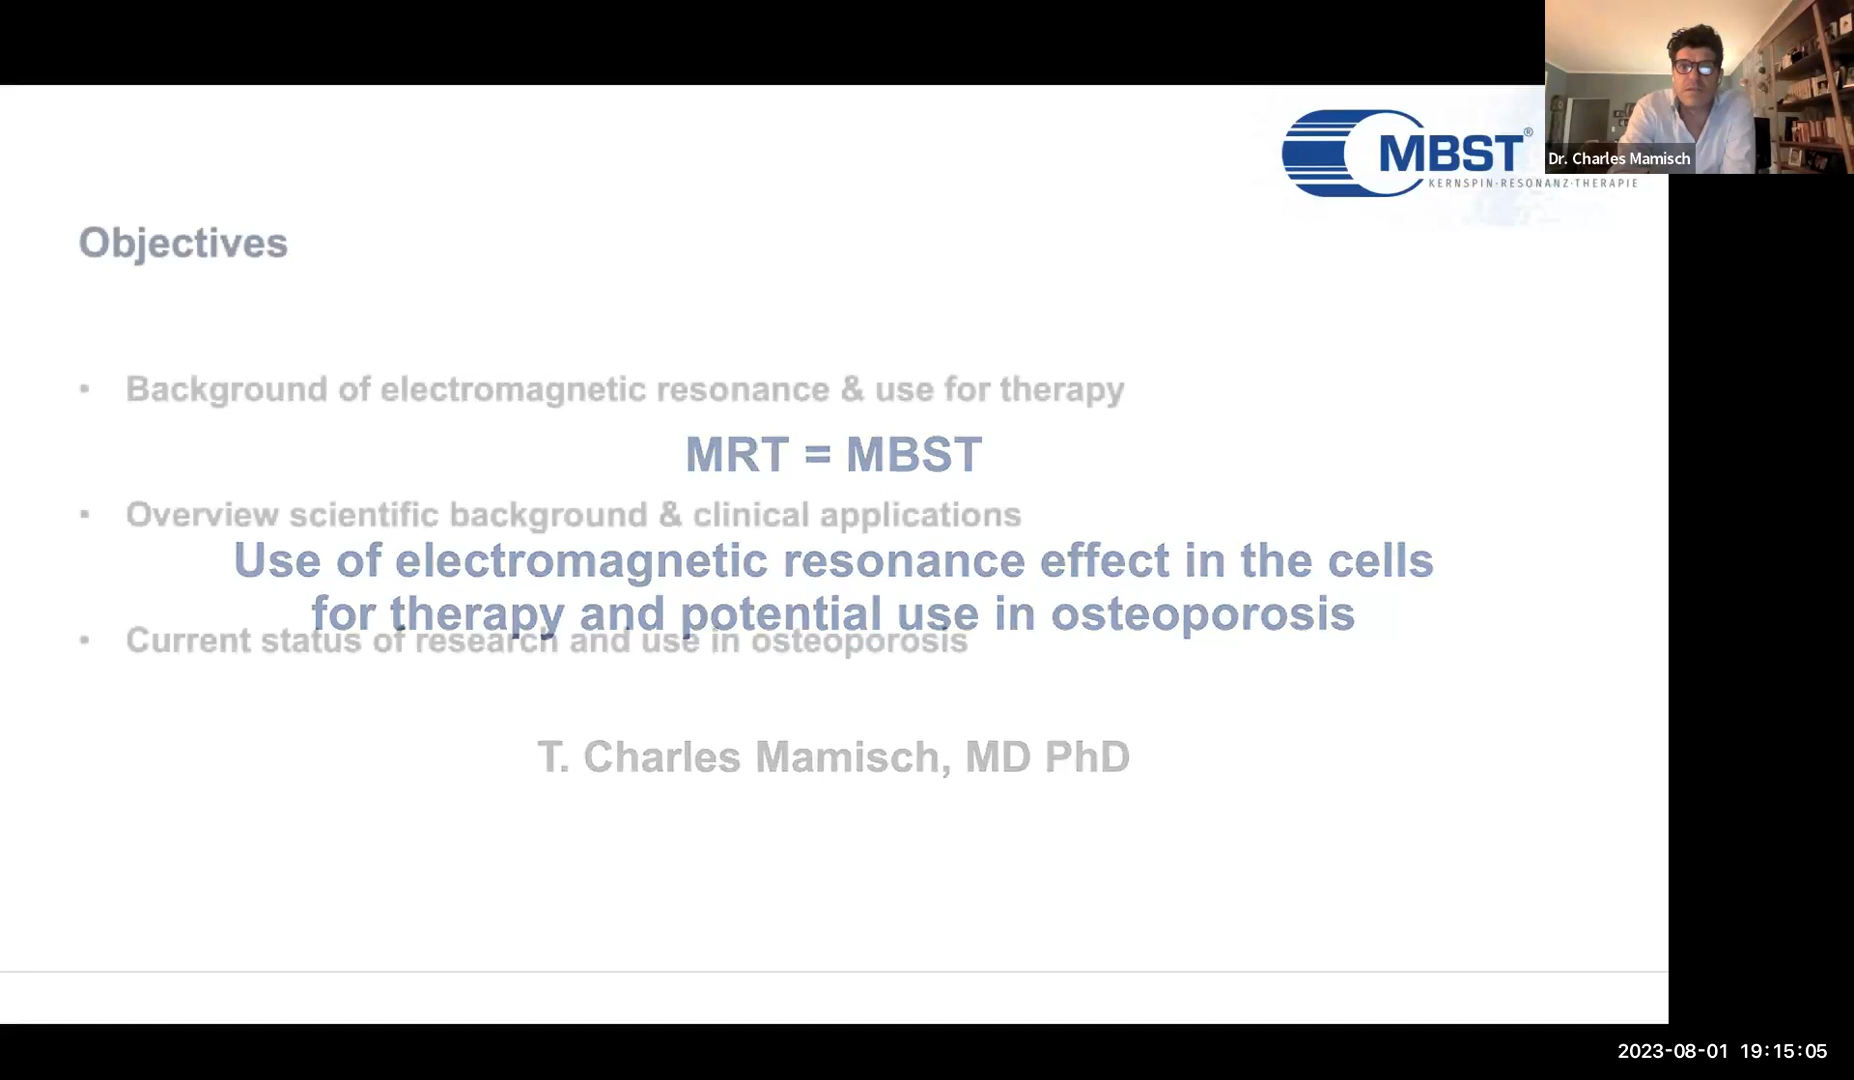 MBST®
KERNSPIN·RESONANZ·THERAPIE
Dr. Charles Mamisch
Objectives
• Background of electromagnetic resonance & use for therapy
MRT = MBST
• Overview scientific background & clinical applications
Use of electromagnetic resonance effect in the cells
for therapy and potential use in osteoporosis
• Current status of research and use in osteoporosis
T. Charles Mamisch, MD PhD
2023-08-01 19:15:05